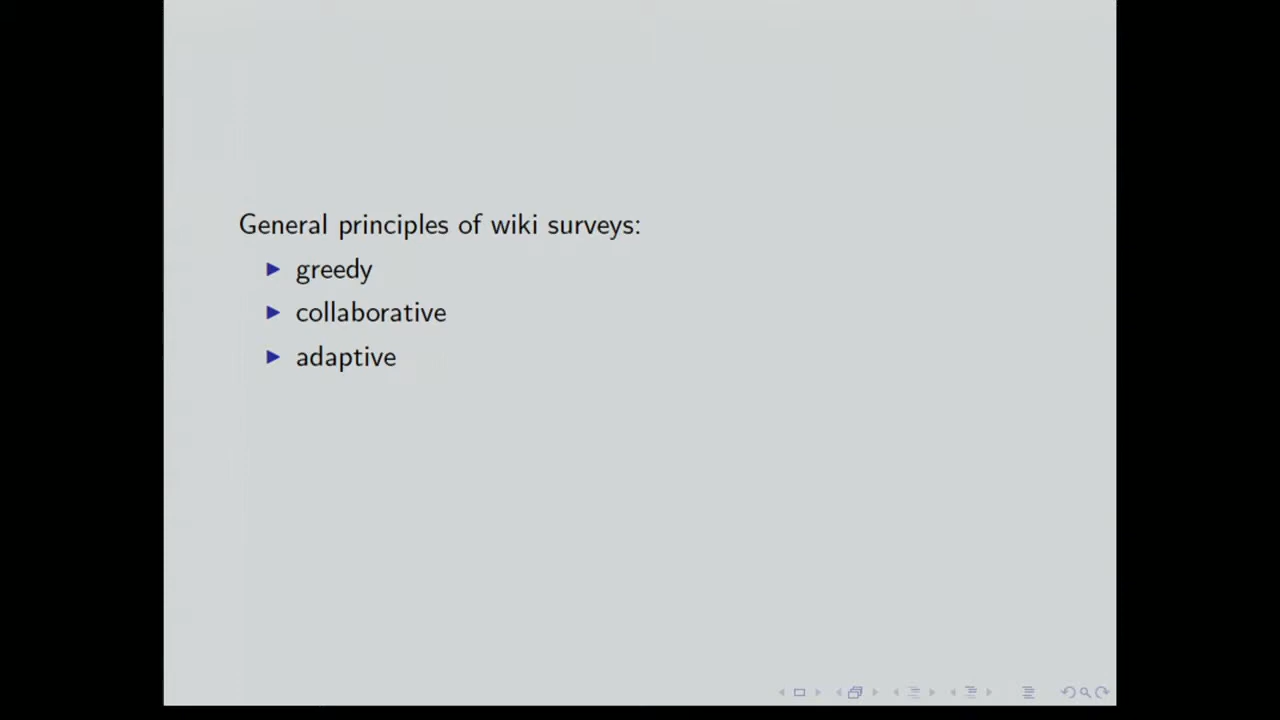 General principles of wiki surveys:
greedy
collaborative
adaptive